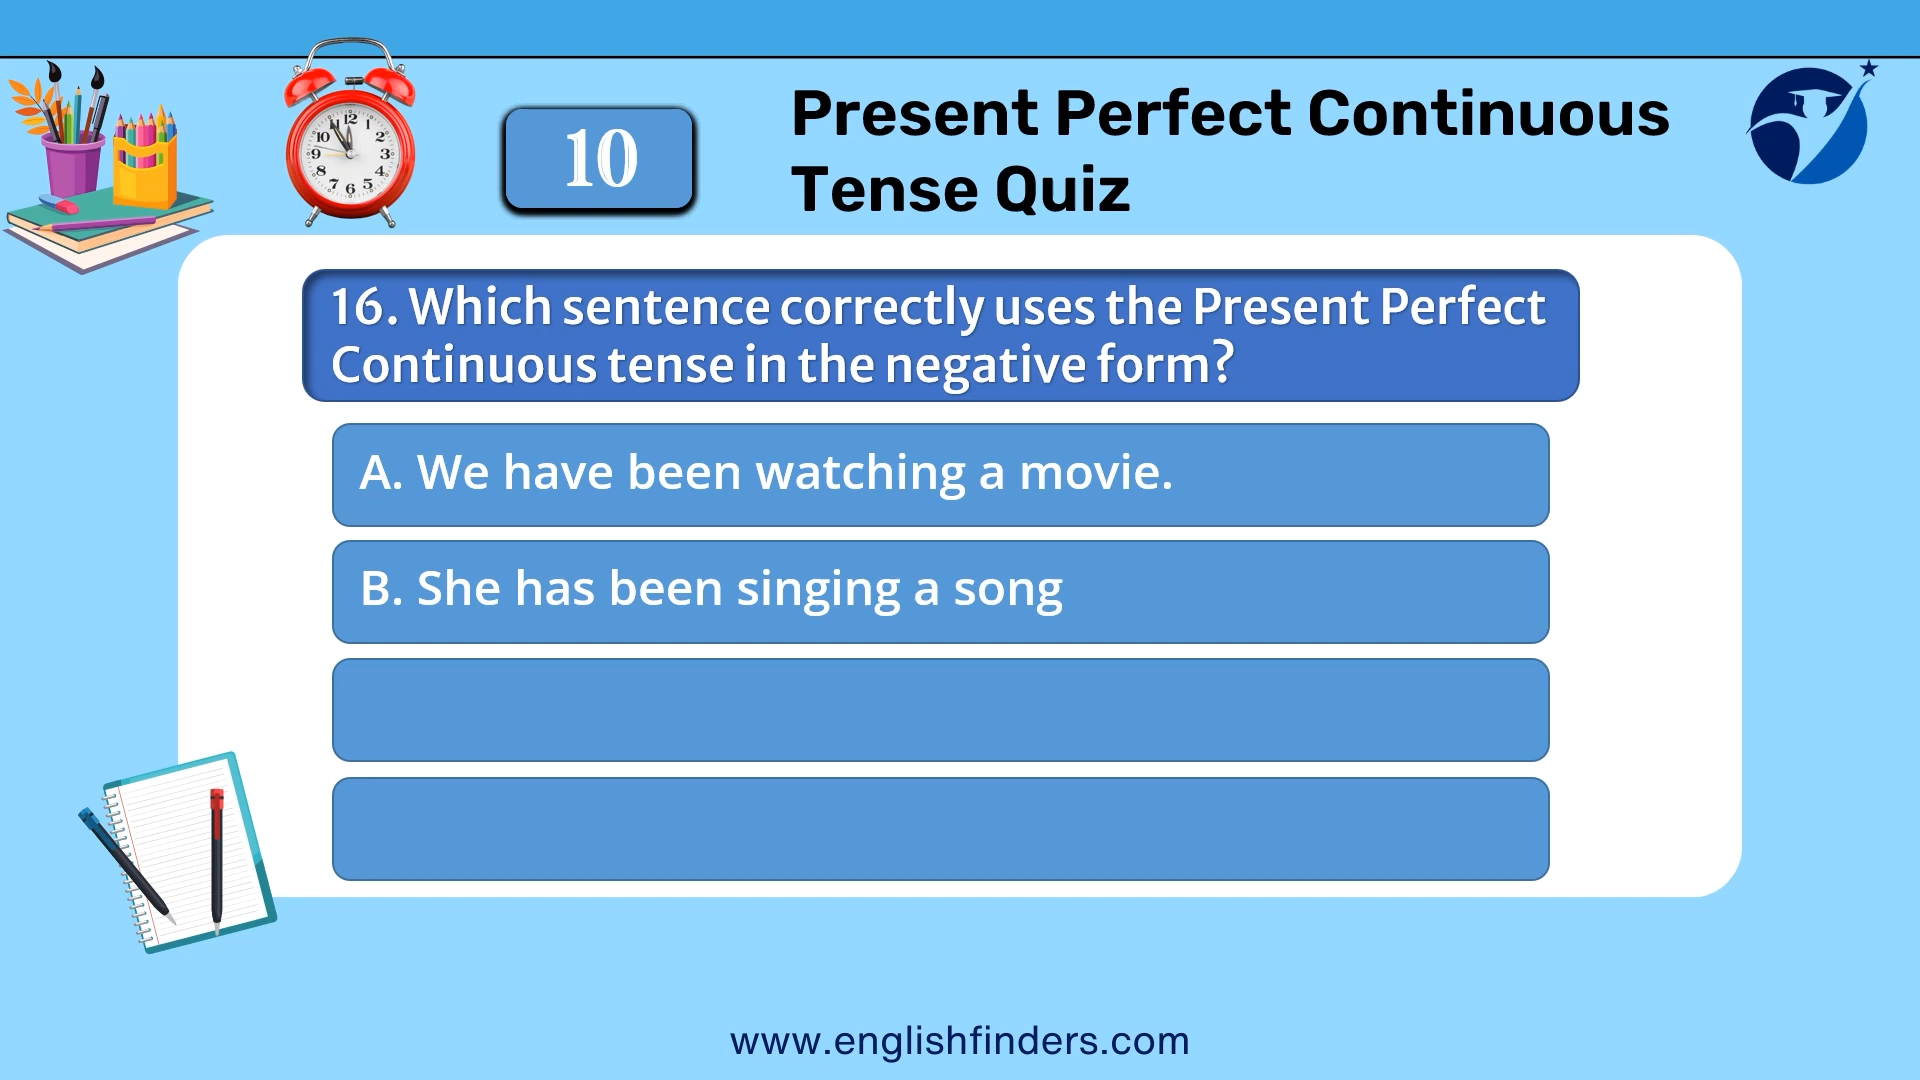 10
Present Perfect Continuous
Tense Quiz
16. Which sentence correctly uses the Present Perfect
Continuous tense in the negative form?
A. We have been watching a movie.
B. She has been singing a song
www.englishfinders.com